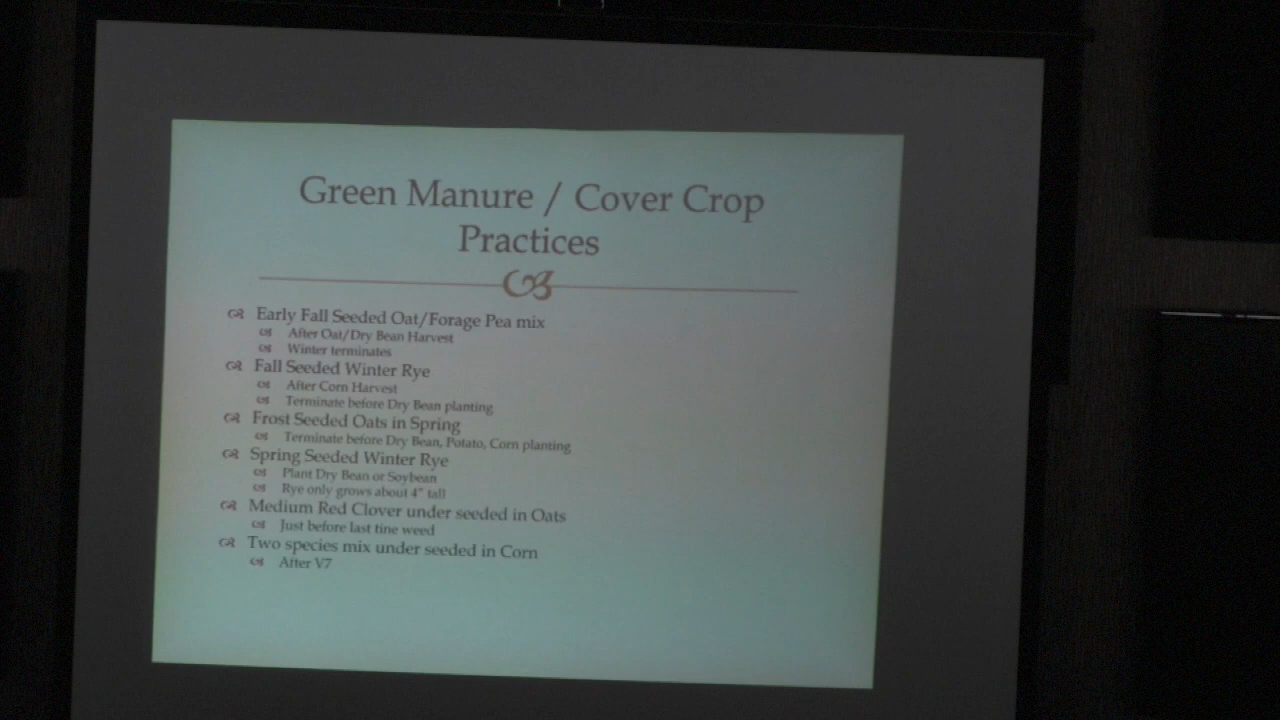 Green Manure / Cover Crop
Practices
Early Fall Seeded Oat/Forage Pea mix
After Oat/Dry Bean Harvest
Winter terminates
Fall Seeded Winter Rye
After Corn Harvest
Terminate before Dry Bean planting
Frost Seeded Oats in Spring
Terminate before Dry Bean, Potato, Corn planting
Spring Seeded Winter Rye
Plant Dry Bean or Soybean
Rye only grows about 4" tall
Medium Red Clover under seeded in Oats
Just before last tine weed
Two species mix under seeded in Corn
After V7